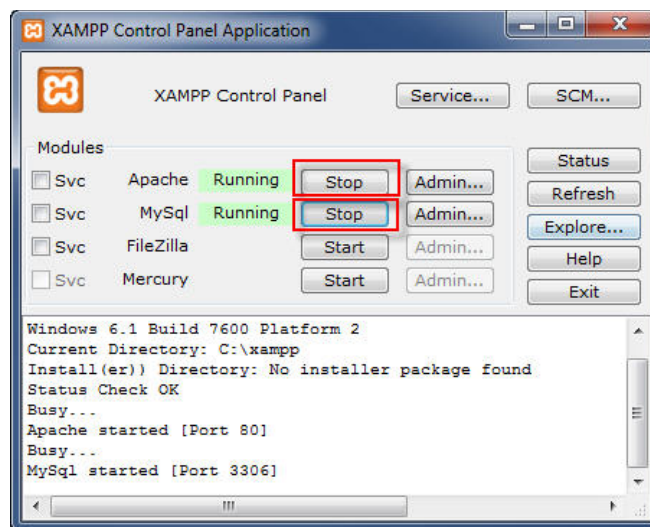 XAMPP Control Panel Application
XAMPP Control Panel Service... SCM...
Modules
Svc Apache Running Stop Admin...
Svc MySql Running Stop Admin...
Svc FileZilla Start Admin...
Svc Mercury Start Admin...
Status
Refresh
Explore...
Help
Exit
Windows 6.1 Build 7600 Platform 2
Current Directory: C:\xampp
Install(er)) Directory: No installer package found
Status Check OK
Busy...
Apache started [Port 80]
Busy...
MySql started [Port 3306]